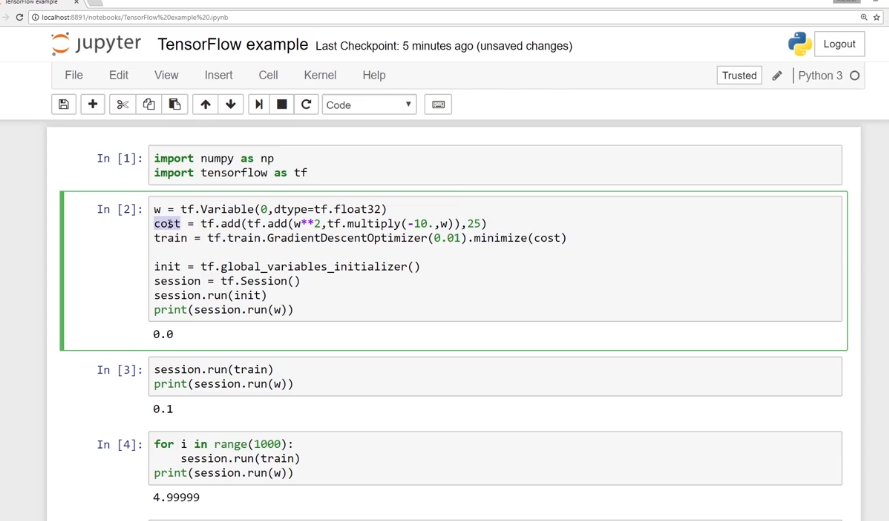 TensorFlow example
localhost:8891/notebooks/TensorFlow%20example%20.ipynb
jupyter TensorFlow example Last Checkpoint: 5 minutes ago (unsaved changes)
Logout
File Edit View Insert Cell Kernel Help
Trusted Python 3
Code
In [1]: import numpy as np
import tensorflow as tf
In [2]: w = tf.Variable(0,dtype=tf.float32)
cost = tf.add(tf.add(w**2,tf.multiply(-10.,w)),25)
train = tf.train.GradientDescentOptimizer(0.01).minimize(cost)
init = tf.global_variables_initializer()
session = tf.Session()
session.run(init)
print(session.run(w))
0.0
In [3]: session.run(train)
print(session.run(w))
0.1
In [4]: for i in range(1000):
session.run(train)
print(session.run(w))
4.99999